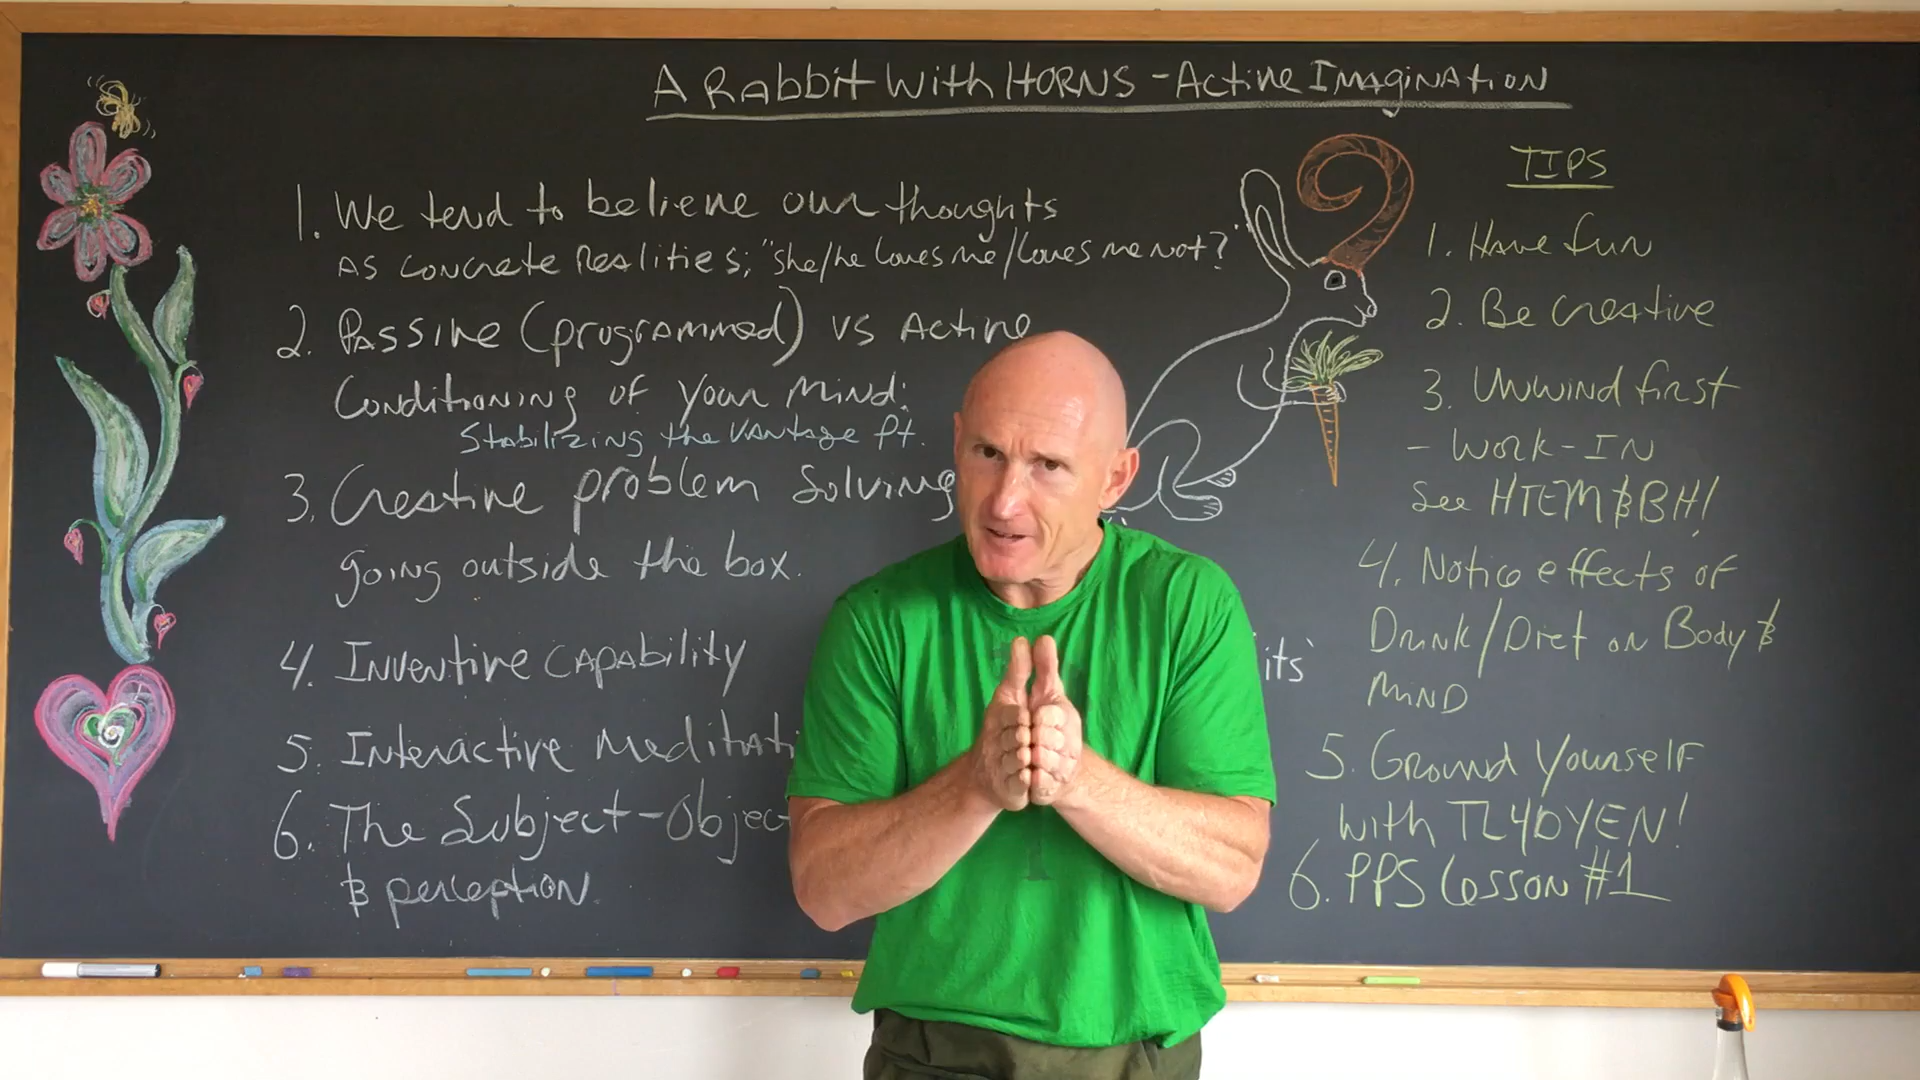 A Rabbit With HORNS - Active IMAGINATION
1. We tend to believe our thoughts
AS CONCRETE Realities; "she/he Loves me/Loves me not?"
2. PASSIVE (programmed) vs Active
Conditioning of your Mind:
Stabilizing the VANtage Pt.
3. Creative problem Solving
going outside the box.
4. INventive CAPAbility
5. Interactive Meditati
6. The Subject-Objec
& perception.
its'
TIPS
1. Have fun
2. Be Creative
3. Unwind first
- WORK-IN
See HTEM&BH!
4. Notice effects of
Drink/Diet on Body &
MIND
5. Ground Yourself
with TL4DYEN!
6. PPS Lesson #1